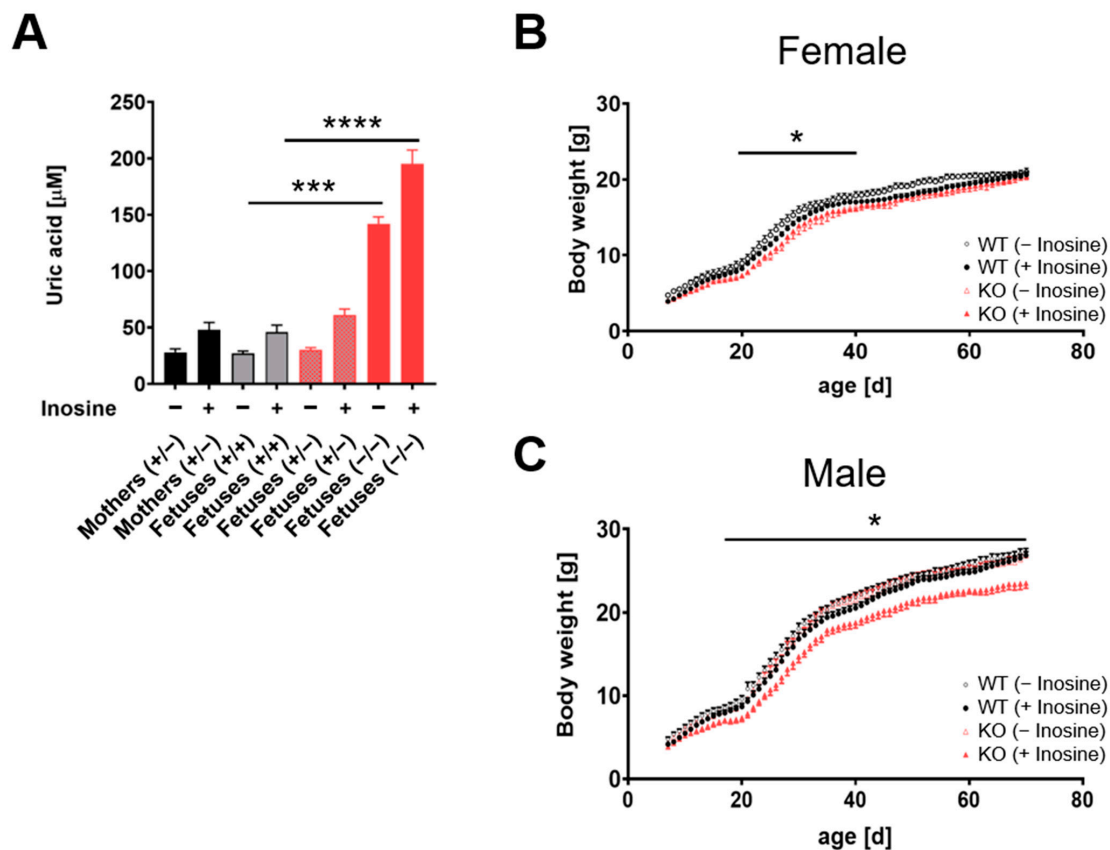 A
250
200
150
100
50
0
Uric acid [μM]
****
***
Inosine − + − + − + − +
Mothers (+/−)
Mothers (+/−)
Fetuses (+/+)
Fetuses (+/+)
Fetuses (+/−)
Fetuses (+/−)
Fetuses (−/−)
Fetuses (−/−)
B
Female
30
20
10
0
Body weight [g]
*
WT (− Inosine)
WT (+ Inosine)
KO (− Inosine)
KO (+ Inosine)
0 20 40 60 80
age [d]
C
Male
30
20
10
0
Body weight [g]
*
WT (− Inosine)
WT (+ Inosine)
KO (− Inosine)
KO (+ Inosine)
0 20 40 60 80
age [d]